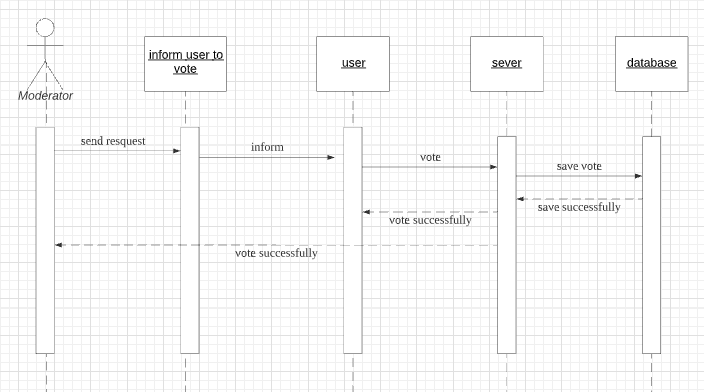 Moderator
inform user to
vote
user
sever
database
send resquest
inform
vote
save vote
save successfully
vote successfully
vote successfully